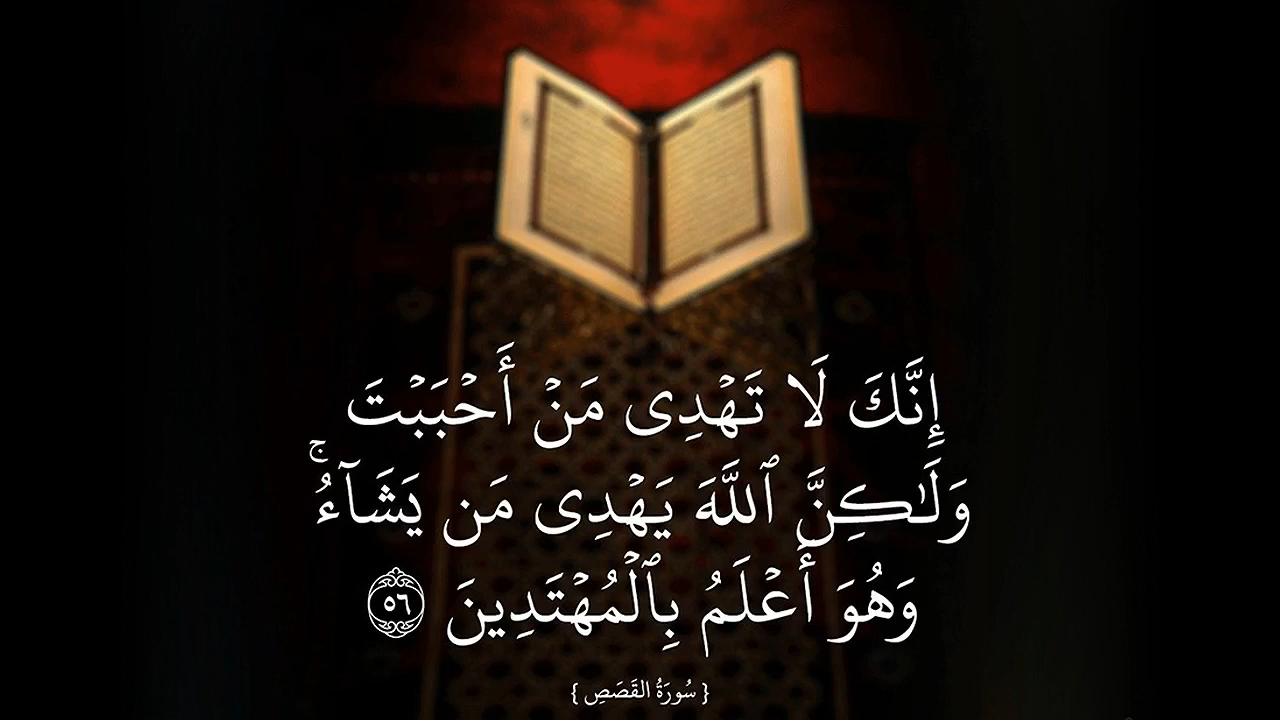 إِنَّكَ لَا تَهْدِى مَنْ أَحْبَبْتَ
وَلَٰكِنَّ ٱللَّهَ يَهْدِى مَن يَشَآءُ ۚ
وَهُوَ أَعْلَمُ بِٱلْمُهْتَدِينَ ٥٦
{ سُورَةُ القَصَصِ }